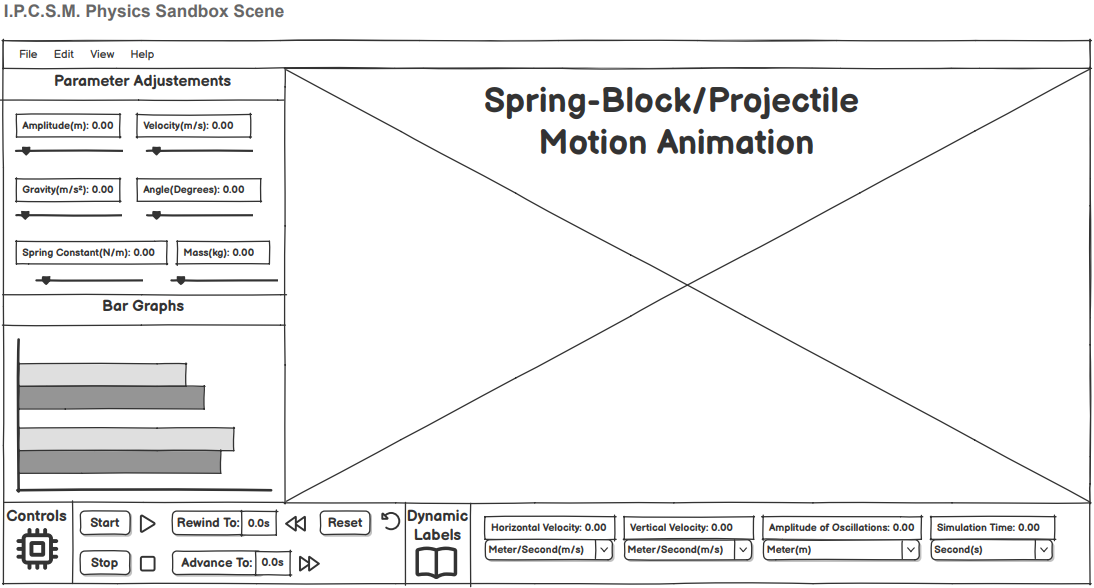 I.P.C.S.M. Physics Sandbox Scene
File Edit View Help
Parameter Adjustements
Amplitude(m): 0.00 Velocity(m/s): 0.00
Gravity(m/s²): 0.00 Angle(Degrees): 0.00
Spring Constant(N/m): 0.00 Mass(kg): 0.00
Bar Graphs
Spring-Block/Projectile
Motion Animation
Controls
Start Rewind To: 0.0s Reset
Stop Advance To: 0.0s
Dynamic
Labels
Horizontal Velocity: 0.00 Vertical Velocity: 0.00 Amplitude of Oscillations: 0.00 Simulation Time: 0.00
Meter/Second(m/s) Meter/Second(m/s) Meter(m) Second(s)